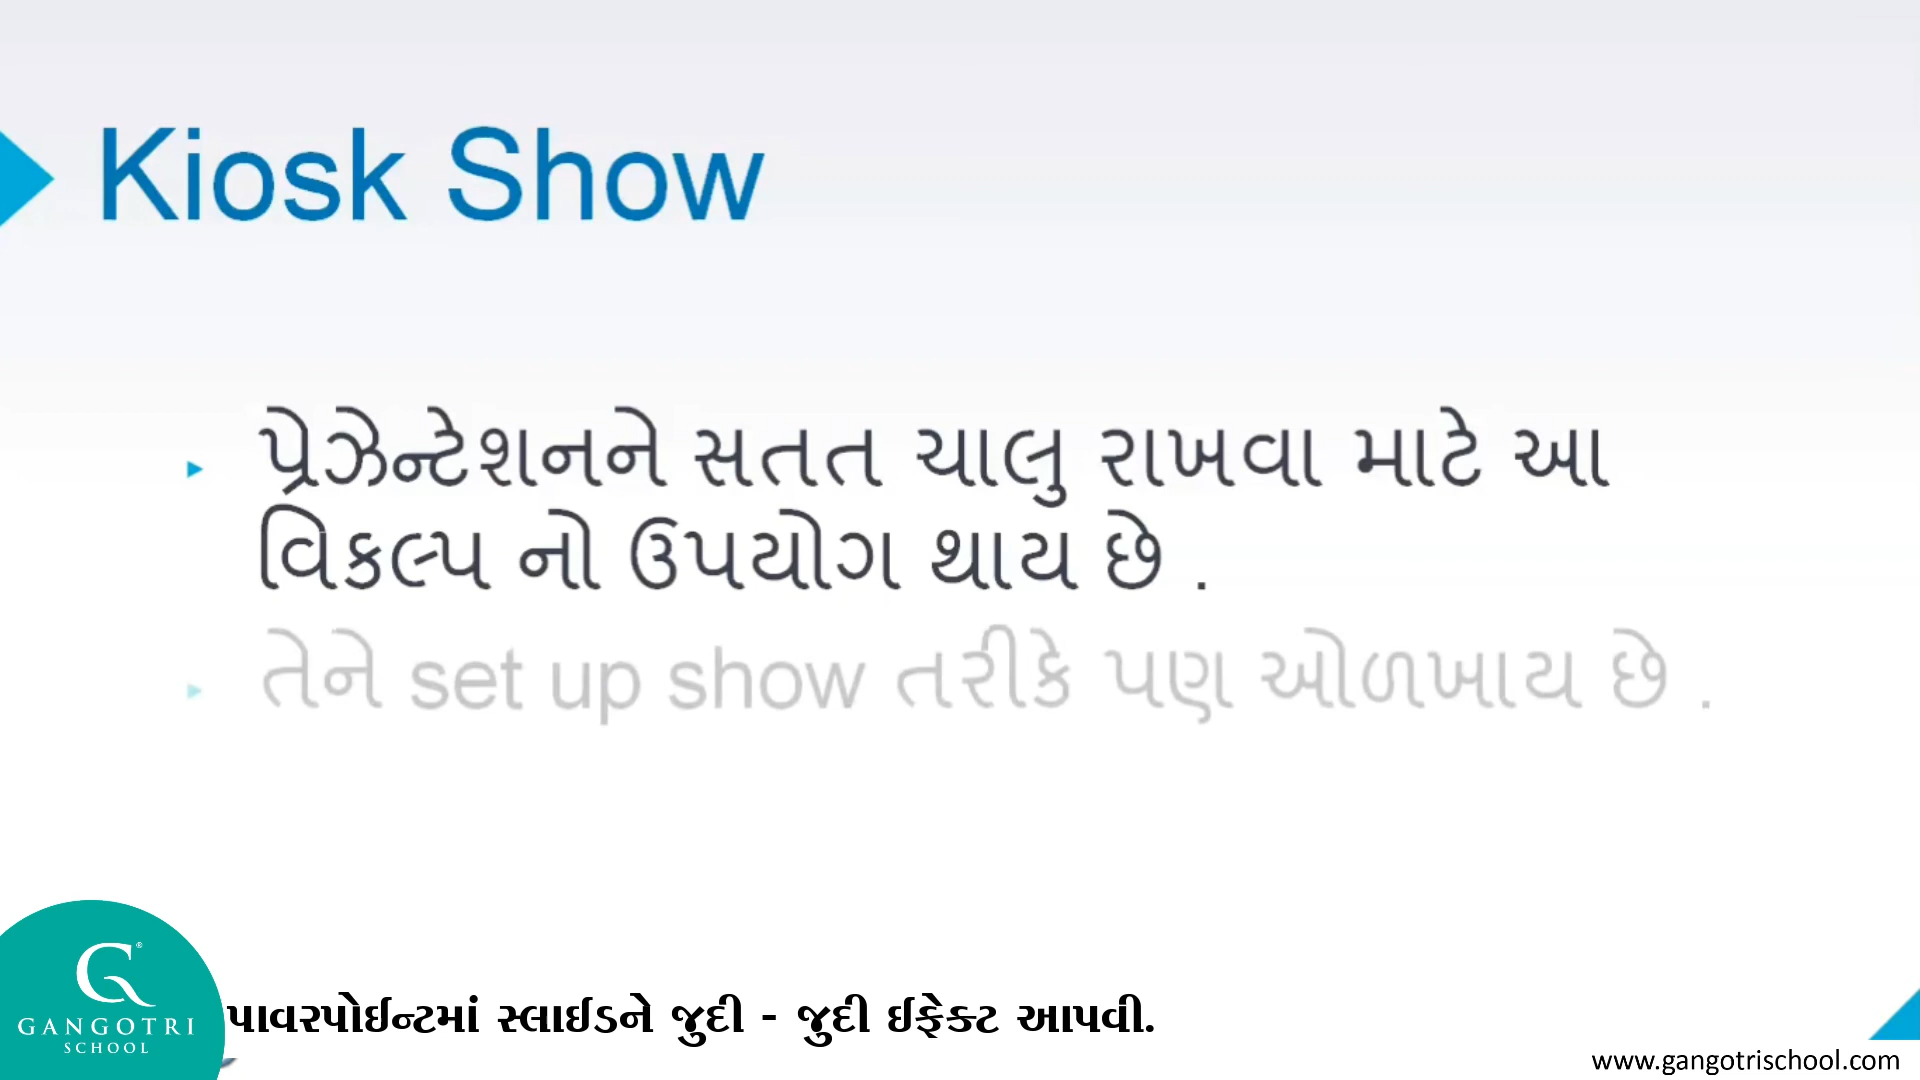 Kiosk Show
પ્રેઝેન્ટેશનને સતત ચાલુ રાખવા માટે આ
વિકલ્પ નો ઉપયોગ થાય છે .
તેને set up show તરીકે પણ ઓળખાય છે .
G®
GANGOTRI
SCHOOL
પાવરપોઈન્ટમાં સ્લાઈડને જુદી - જુદી ઈફેક્ટ આપવી.
www.gangotrischool.com